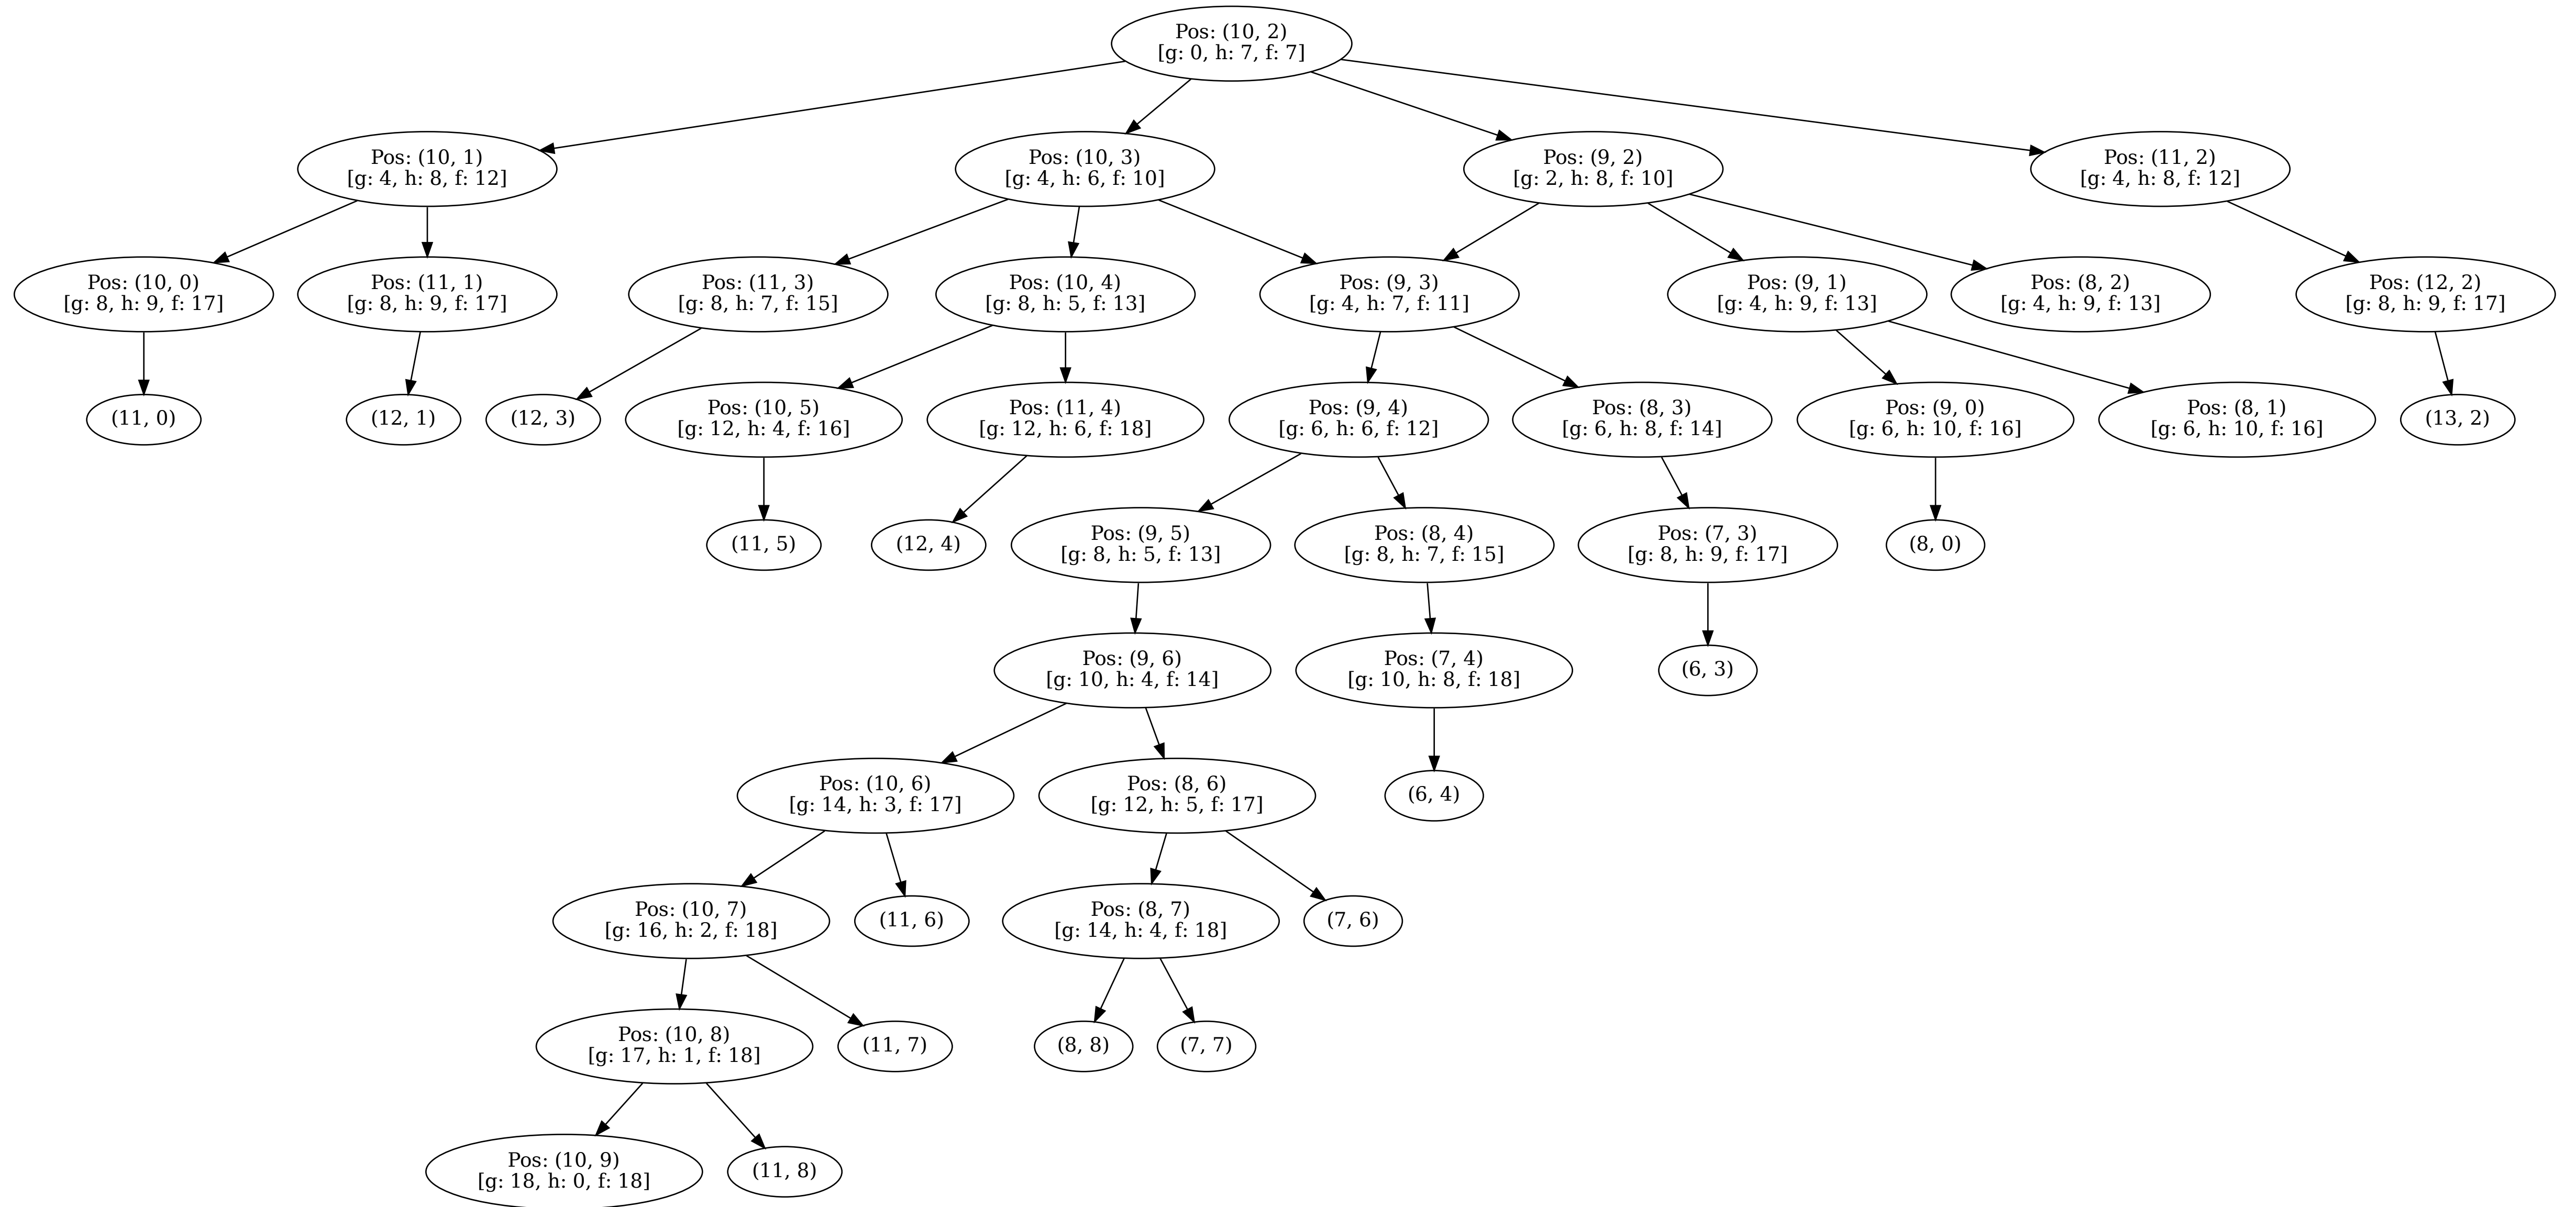 Pos: (10, 2)
[g: 0, h: 7, f: 7]
Pos: (10, 1)
[g: 4, h: 8, f: 12]
Pos: (10, 3)
[g: 4, h: 6, f: 10]
Pos: (9, 2)
[g: 2, h: 8, f: 10]
Pos: (11, 2)
[g: 4, h: 8, f: 12]
Pos: (10, 0)
[g: 8, h: 9, f: 17]
Pos: (11, 1)
[g: 8, h: 9, f: 17]
Pos: (11, 3)
[g: 8, h: 7, f: 15]
Pos: (10, 4)
[g: 8, h: 5, f: 13]
Pos: (9, 3)
[g: 4, h: 7, f: 11]
Pos: (9, 1)
[g: 4, h: 9, f: 13]
Pos: (8, 2)
[g: 4, h: 9, f: 13]
Pos: (12, 2)
[g: 8, h: 9, f: 17]
(11, 0)
(12, 1)
(12, 3)
Pos: (10, 5)
[g: 12, h: 4, f: 16]
Pos: (11, 4)
[g: 12, h: 6, f: 18]
Pos: (9, 4)
[g: 6, h: 6, f: 12]
Pos: (8, 3)
[g: 6, h: 8, f: 14]
Pos: (9, 0)
[g: 6, h: 10, f: 16]
Pos: (8, 1)
[g: 6, h: 10, f: 16]
(13, 2)
(11, 5)
(12, 4)
Pos: (9, 5)
[g: 8, h: 5, f: 13]
Pos: (8, 4)
[g: 8, h: 7, f: 15]
Pos: (7, 3)
[g: 8, h: 9, f: 17]
(8, 0)
Pos: (9, 6)
[g: 10, h: 4, f: 14]
Pos: (7, 4)
[g: 10, h: 8, f: 18]
(6, 3)
Pos: (10, 6)
[g: 14, h: 3, f: 17]
Pos: (8, 6)
[g: 12, h: 5, f: 17]
(6, 4)
Pos: (10, 7)
[g: 16, h: 2, f: 18]
(11, 6)
Pos: (8, 7)
[g: 14, h: 4, f: 18]
(7, 6)
Pos: (10, 8)
[g: 17, h: 1, f: 18]
(11, 7)
(8, 8)
(7, 7)
Pos: (10, 9)
[g: 18, h: 0, f: 18]
(11, 8)